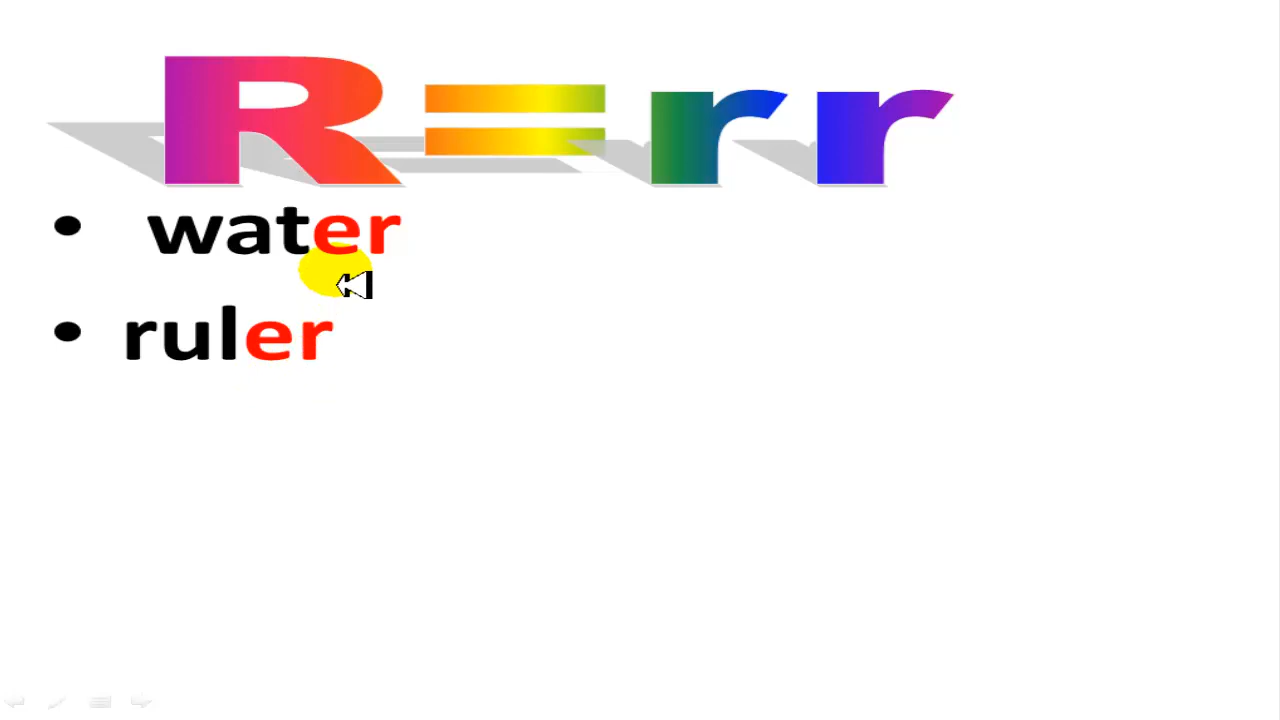 R=rr
• water
• ruler